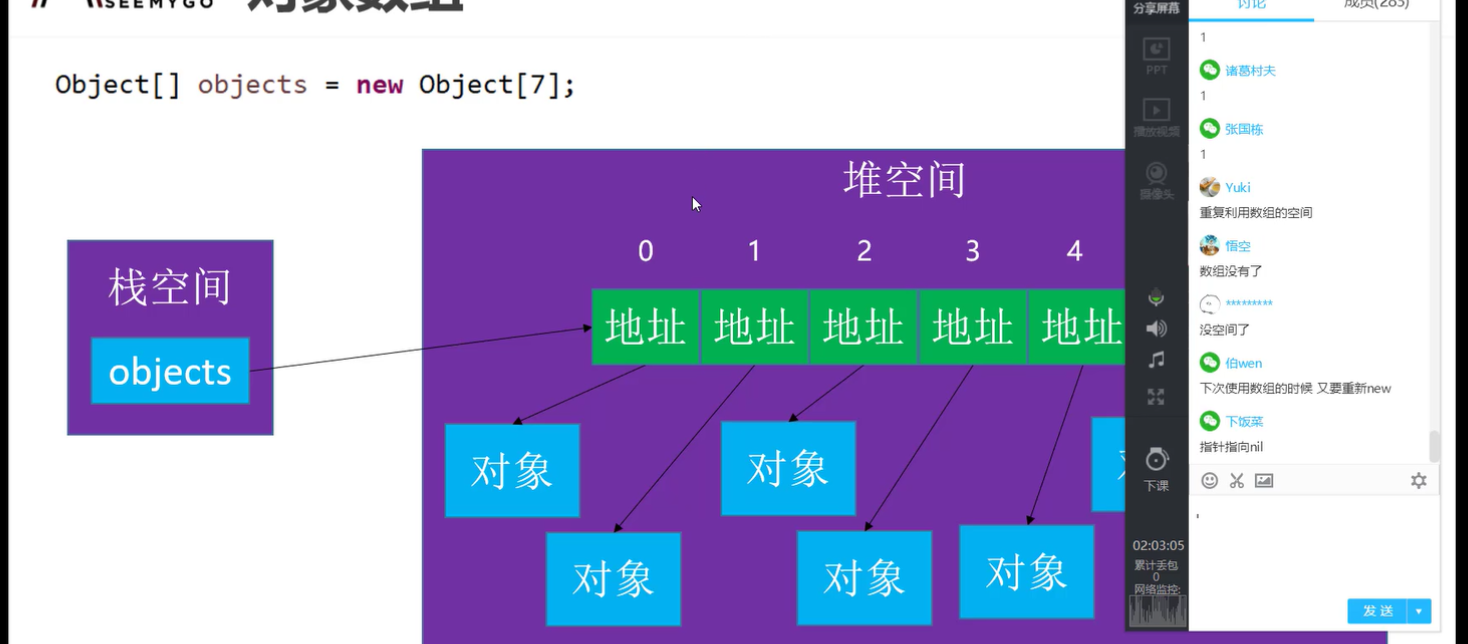 SEEMYGO 对象数组
Object[] objects = new Object[7];
堆空间
0 1 2 3 4
栈空间
objects
地址 地址 地址 地址 地址
对象 对象
对象 对象 对象
分享屏幕
PPT
播放视频
摄像头
下课
02:03:05
累计丢包
0
网络监控:
讨论 成员(285)
1
诸葛村夫
1
张国栋
1
Yuki
重复利用数组的空间
悟空
数组没有了
*********
没空间了
伯wen
下次使用数组的时候 又要重新new
下饭菜
指针指向nil
发送